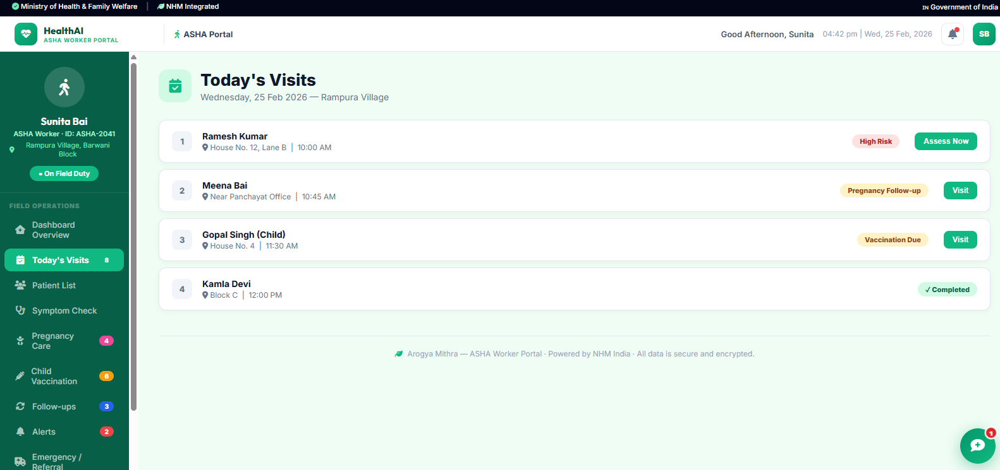 Ministry of Health & Family Welfare | NHM Integrated
IN Government of India
HealthAI
ASHA WORKER PORTAL
ASHA Portal
Good Afternoon, Sunita
04:42 pm | Wed, 25 Feb, 2026
SB
Sunita Bai
ASHA Worker · ID: ASHA-2041
Rampura Village, Barwani
Block
● On Field Duty
FIELD OPERATIONS
Dashboard
Overview
Today's Visits 8
Patient List
Symptom Check
Pregnancy
Care 4
Child
Vaccination 6
Follow-ups 3
Alerts 2
Emergency /
Referral
Today's Visits
Wednesday, 25 Feb 2026 — Rampura Village
1
Ramesh Kumar
House No. 12, Lane B | 10:00 AM
High Risk
Assess Now
2
Meena Bai
Near Panchayat Office | 10:45 AM
Pregnancy Follow-up
Visit
3
Gopal Singh (Child)
House No. 4 | 11:30 AM
Vaccination Due
Visit
4
Kamla Devi
Block C | 12:00 PM
✓ Completed
Arogya Mithra — ASHA Worker Portal · Powered by NHM India · All data is secure and encrypted.
1